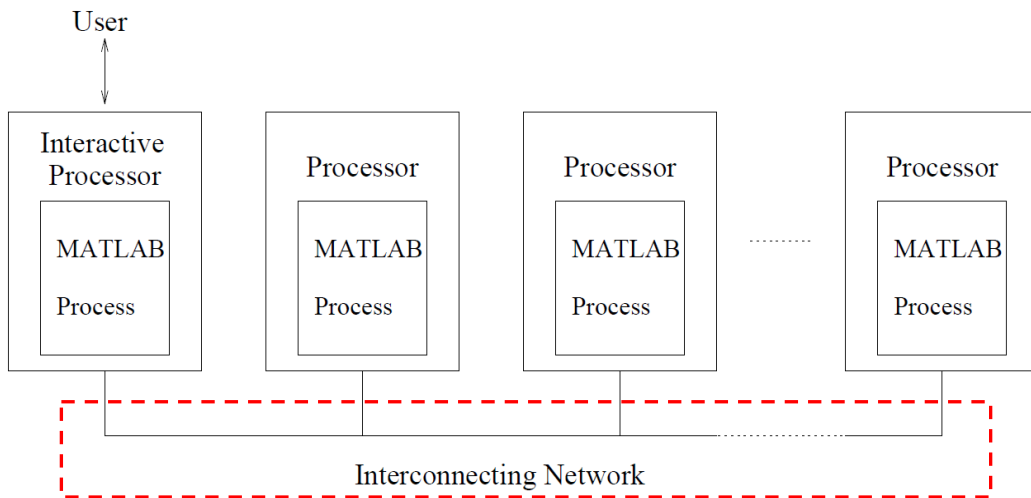 User
Interactive
Processor
MATLAB
Process
Processor
MATLAB
Process
Processor
MATLAB
Process
Processor
MATLAB
Process
Interconnecting Network